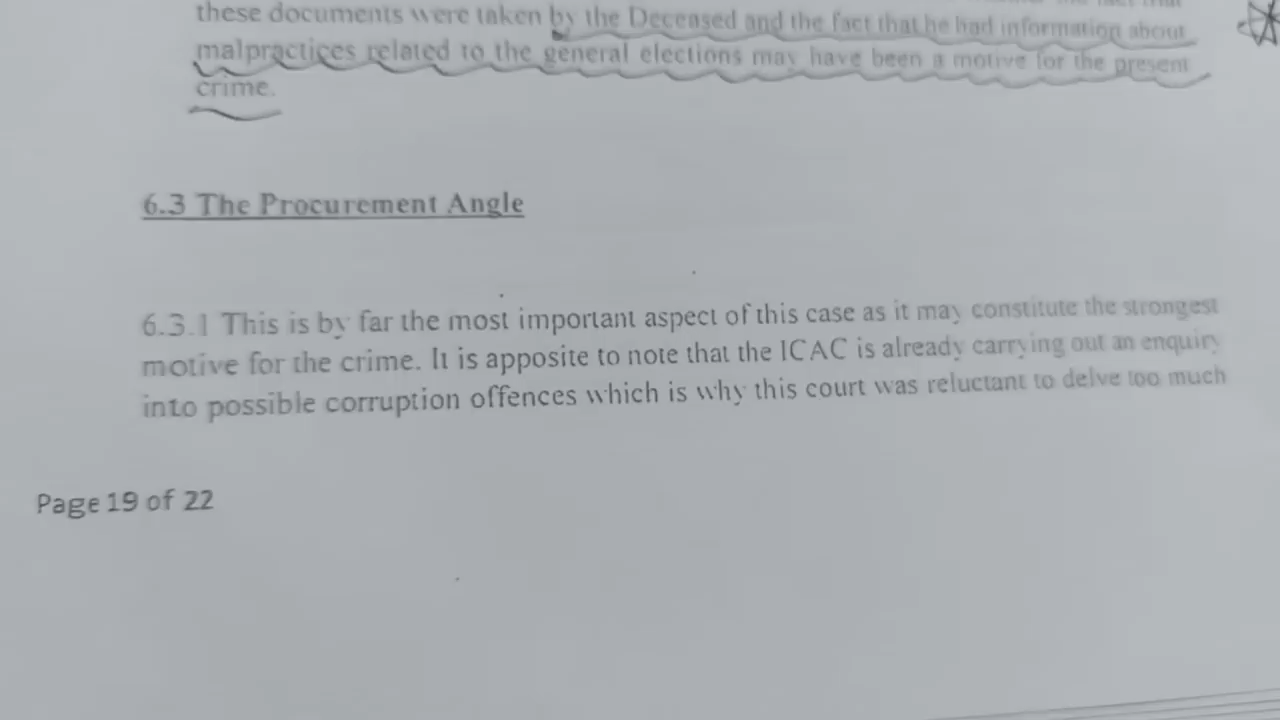 these documents were taken by the Deceased and the fact that he had information about
malpractices related to the general elections may have been a motive for the present
crime.
6.3 The Procurement Angle
6.3.1 This is by far the most important aspect of this case as it may constitute the strongest
motive for the crime. It is apposite to note that the ICAC is already carrying out an enquiry
into possible corruption offences which is why this court was reluctant to delve too much
Page 19 of 22